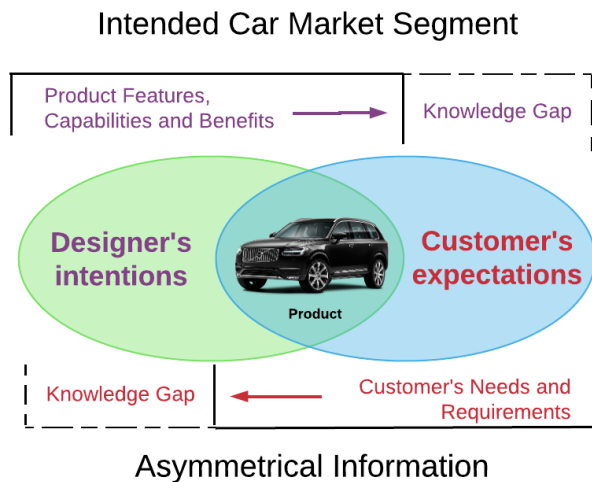 Intended Car Market Segment
Product Features,
Capabilities and Benefits
Knowledge Gap
Designer's
intentions
Customer's
expectations
Product
Knowledge Gap
Customer's Needs and
Requirements
Asymmetrical Information